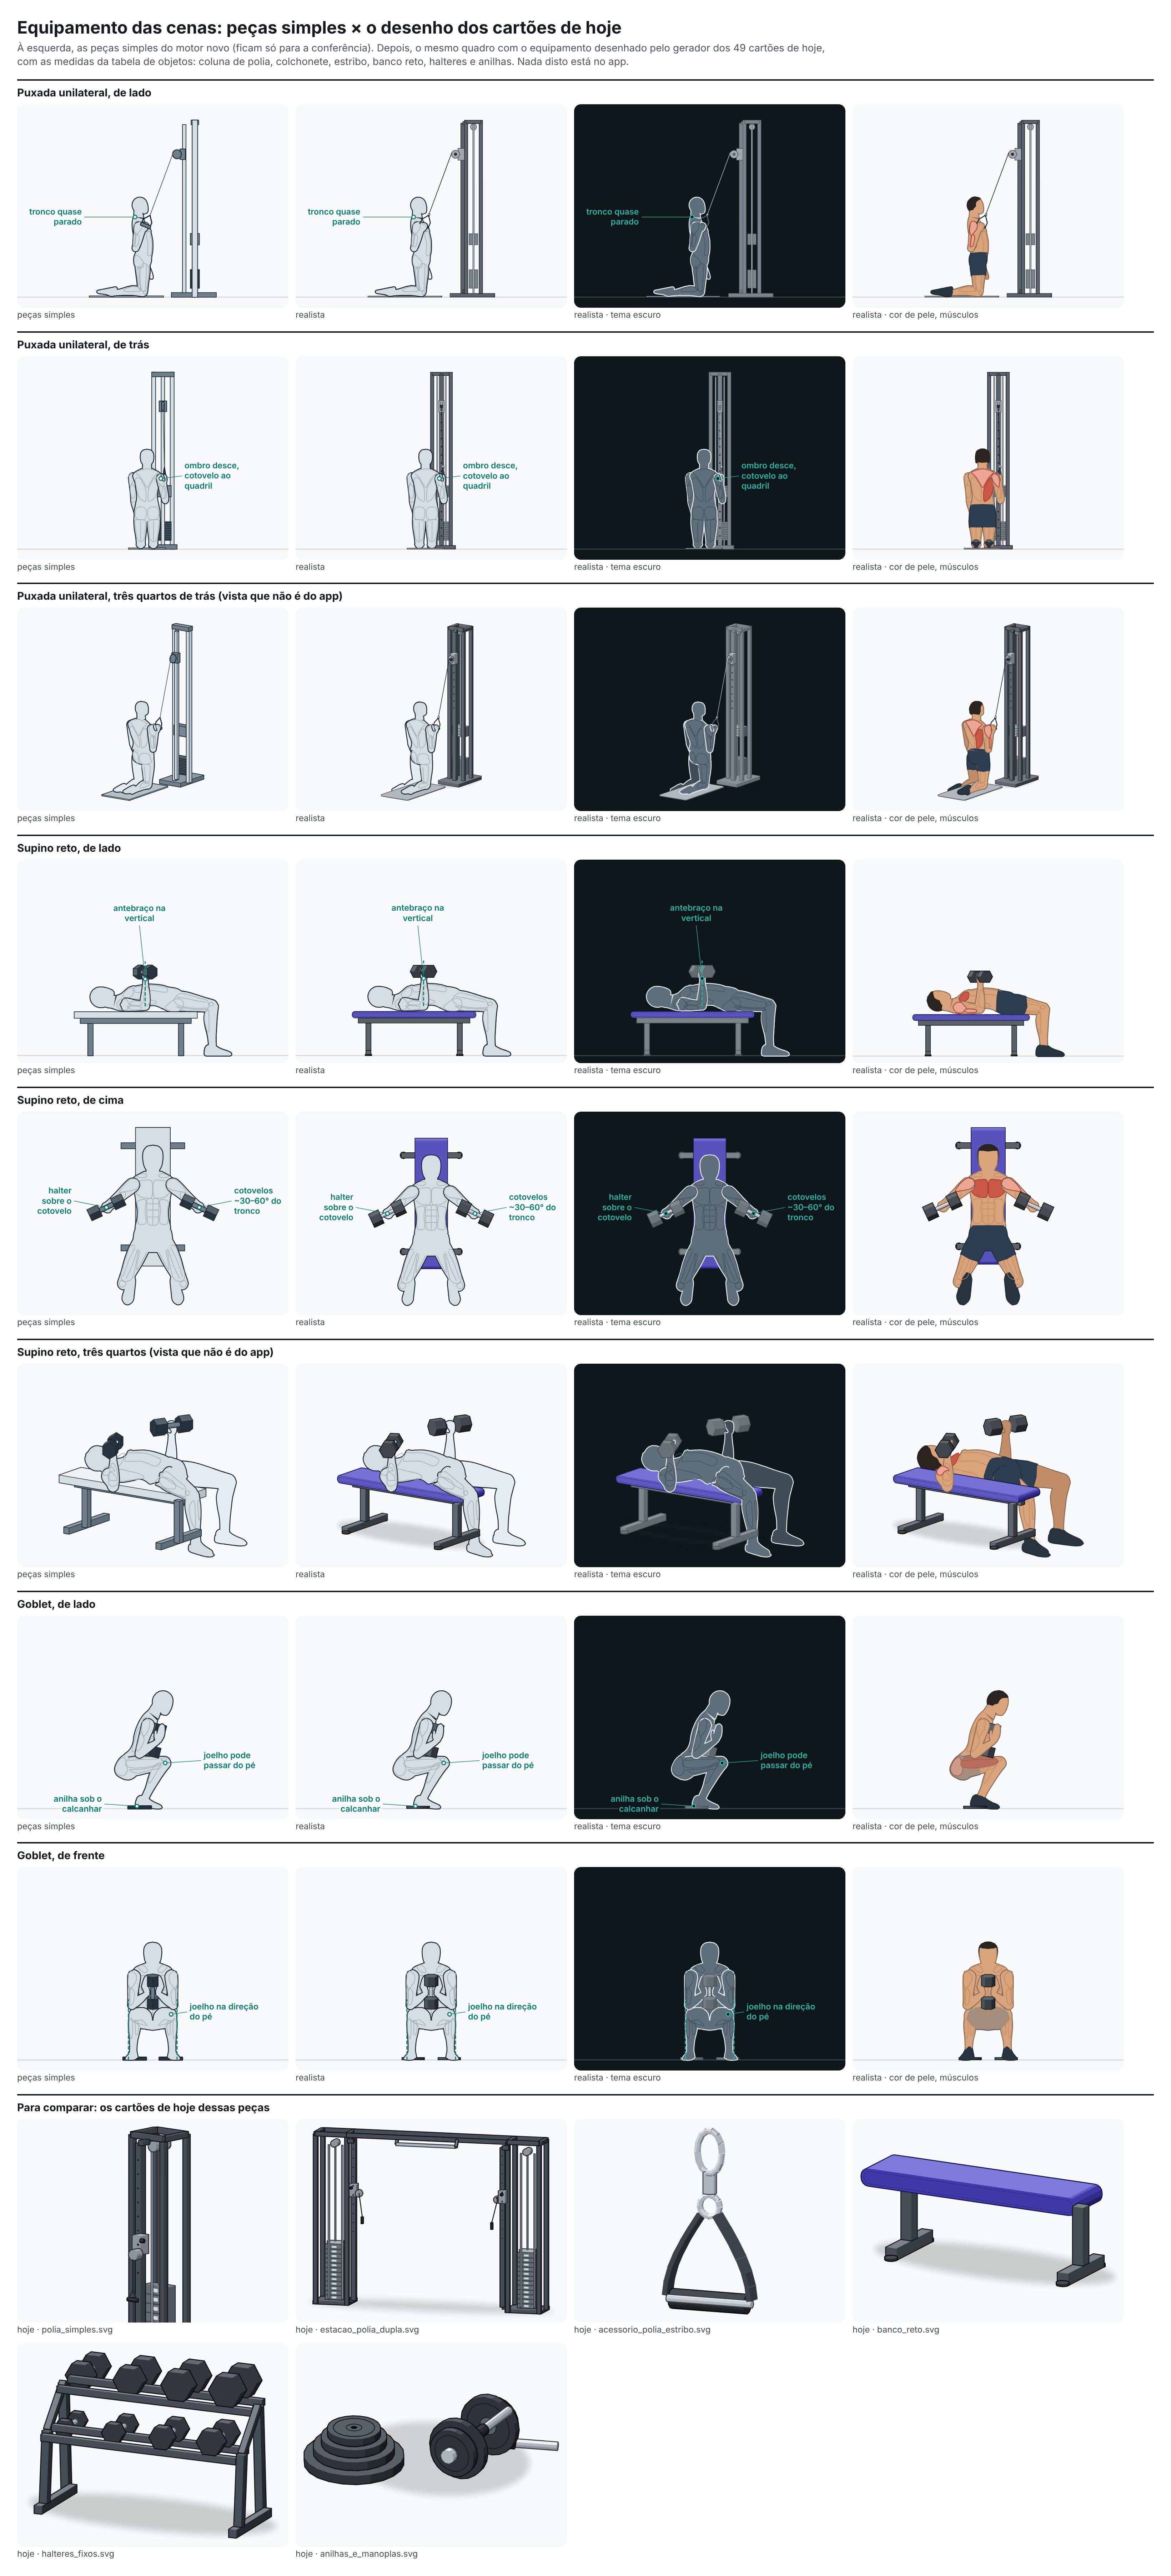 Equipamento das cenas: peças simples × o desenho dos cartões de hoje
À esquerda, as peças simples do motor novo (ficam só para a conferência). Depois, o mesmo quadro com o equipamento desenhado pelo gerador dos 49 cartões de hoje,
com as medidas da tabela de objetos: coluna de polia, colchonete, estribo, banco reto, halteres e anilhas. Nada disto está no app.
Puxada unilateral, de lado
tronco quase
parado
tronco quase
parado
tronco quase
parado
peças simples
realista
realista · tema escuro
realista · cor de pele, músculos
Puxada unilateral, de trás
ombro desce,
cotovelo ao
quadril
ombro desce,
cotovelo ao
quadril
ombro desce,
cotovelo ao
quadril
peças simples
realista
realista · tema escuro
realista · cor de pele, músculos
Puxada unilateral, três quartos de trás (vista que não é do app)
peças simples
realista
realista · tema escuro
realista · cor de pele, músculos
Supino reto, de lado
antebraço na
vertical
antebraço na
vertical
antebraço na
vertical
peças simples
realista
realista · tema escuro
realista · cor de pele, músculos
Supino reto, de cima
halter
sobre o
cotovelo
cotovelos
~30–60° do
tronco
halter
sobre o
cotovelo
cotovelos
~30–60° do
tronco
halter
sobre o
cotovelo
cotovelos
~30–60° do
tronco
peças simples
realista
realista · tema escuro
realista · cor de pele, músculos
Supino reto, três quartos (vista que não é do app)
peças simples
realista
realista · tema escuro
realista · cor de pele, músculos
Goblet, de lado
joelho pode
passar do pé
anilha sob o
calcanhar
joelho pode
passar do pé
anilha sob o
calcanhar
joelho pode
passar do pé
anilha sob o
calcanhar
peças simples
realista
realista · tema escuro
realista · cor de pele, músculos
Goblet, de frente
joelho na direção
do pé
joelho na direção
do pé
joelho na direção
do pé
peças simples
realista
realista · tema escuro
realista · cor de pele, músculos
Para comparar: os cartões de hoje dessas peças
hoje · polia_simples.svg
hoje · estacao_polia_dupla.svg
hoje · acessorio_polia_estribo.svg
hoje · banco_reto.svg
hoje · halteres_fixos.svg
hoje · anilhas_e_manoplas.svg